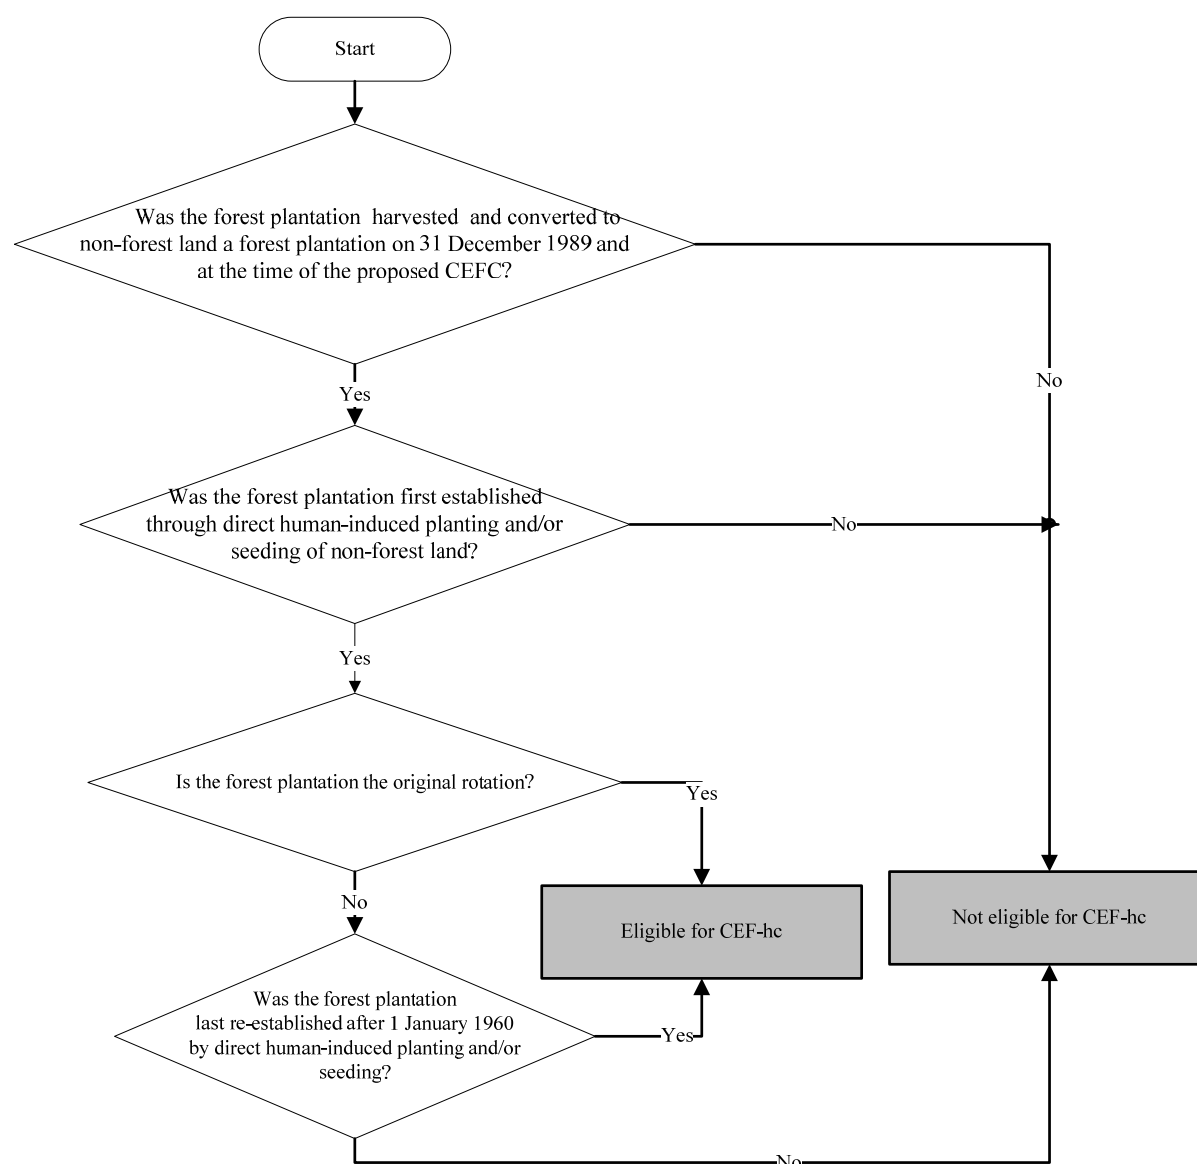 Start
Was the forest plantation harvested and converted to
non-forest land a forest plantation on 31 December 1989 and
at the time of the proposed CEFC?
No
Yes
Was the forest plantation first established
through direct human-induced planting and/or
seeding of non-forest land?
No
Yes
Is the forest plantation the original rotation?
Yes
No
Eligible for CEF-hc
Not eligible for CEF-hc
Was the forest plantation
last re-established after 1 January 1960
by direct human-induced planting and/or
seeding?
Yes
No